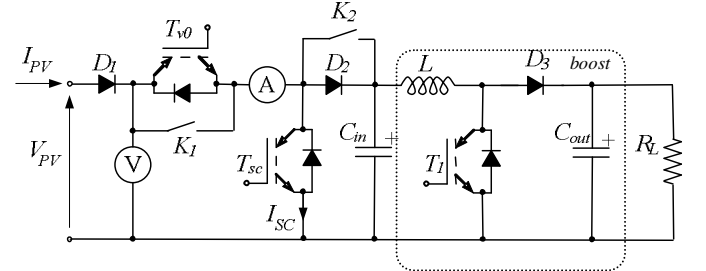 K2
Tv0
IPV
D1
A
D2
L
D3
boost
VPV
K1
V
Tsc
Cin
+
T1
Cout
+
RL
ISC